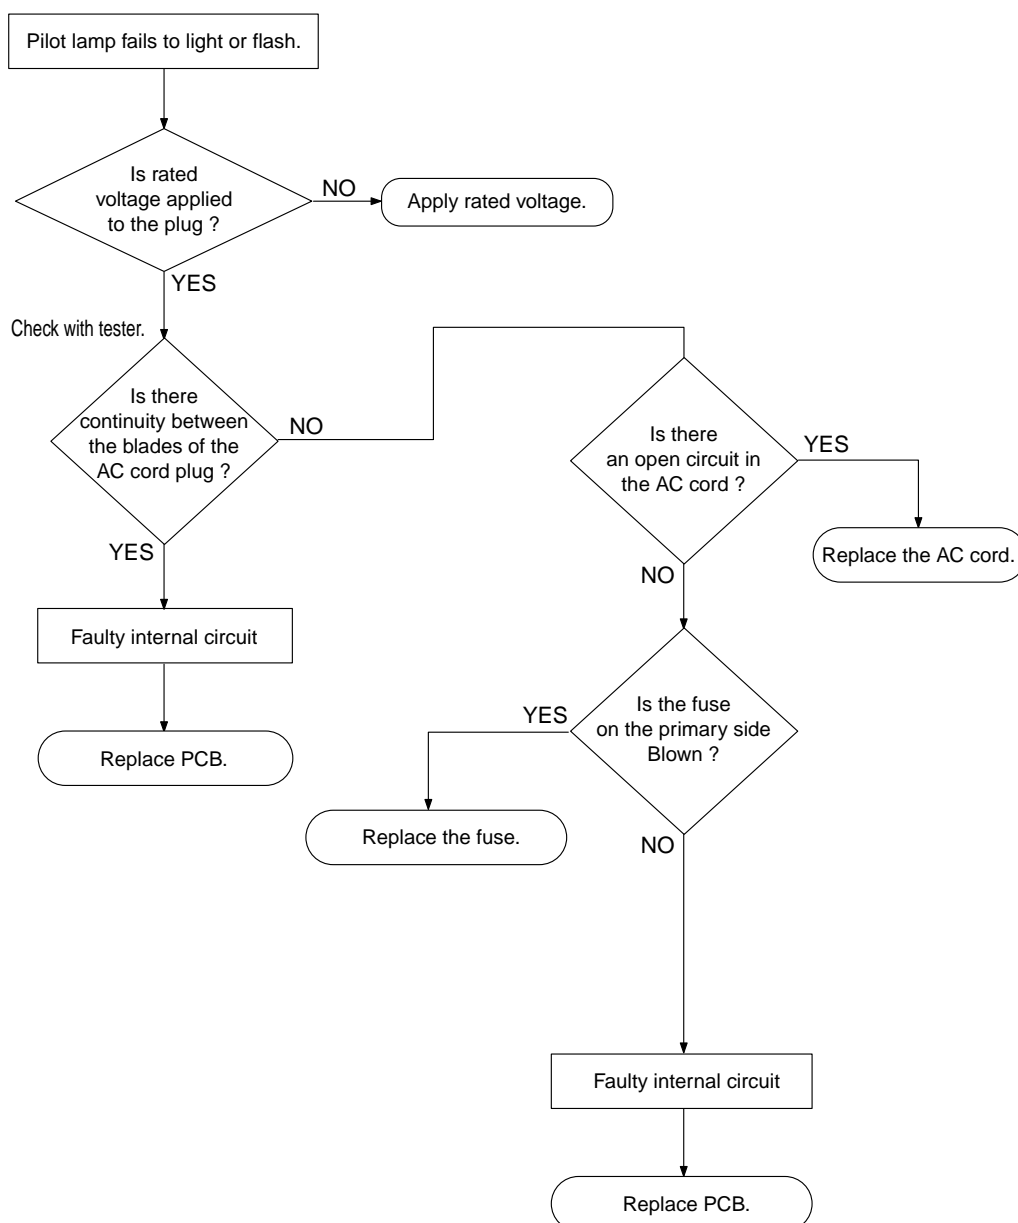 Pilot lamp fails to light or flash.
Is rated
voltage applied
to the plug ?
NO
Apply rated voltage.
YES
Check with tester.
Is there
continuity between
the blades of the
AC cord plug ?
NO
YES
Faulty internal circuit
Replace PCB.
Is there
an open circuit in
the AC cord ?
YES
Replace the AC cord.
NO
Is the fuse
on the primary side
Blown ?
YES
Replace the fuse.
NO
Faulty internal circuit
Replace PCB.